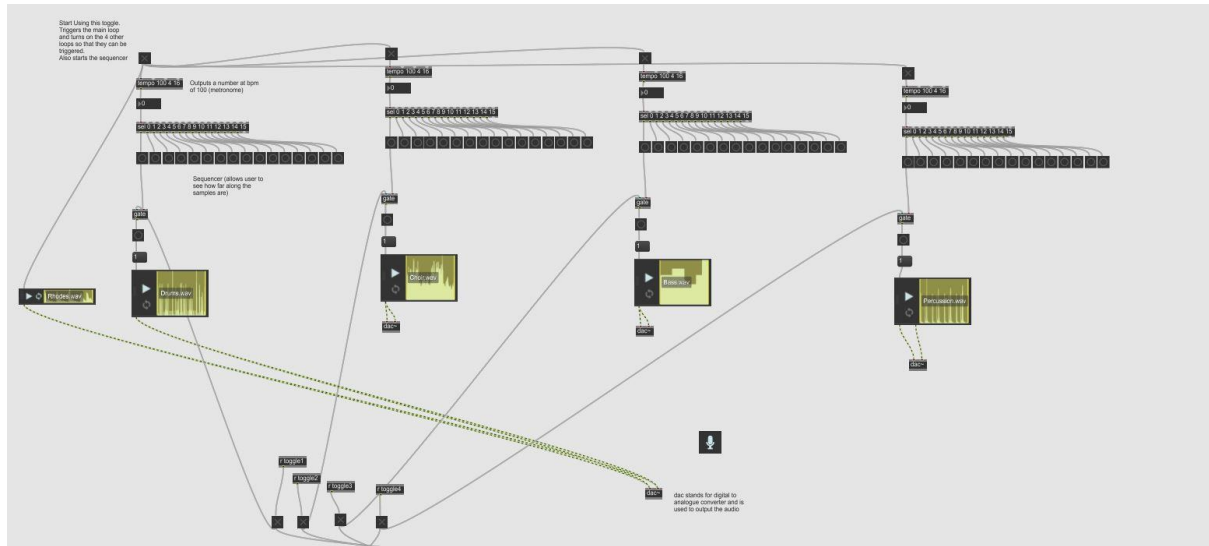 Start Using this toggle.
Triggers the main loop
and turns on the 4 other
loops so that they can be
triggered.
Also starts the sequencer
tempo 100 4 16
Outputs a number at bpm
of 100 (metronome)
0
sel 0 1 2 3 4 5 6 7 8 9 10 11 12 13 14 15
Sequencer (allows user to
see how far along the
samples are)
gate
1
Drums.wav
Rhodes.wav
tempo 100 4 16
0
sel 0 1 2 3 4 5 6 7 8 9 10 11 12 13 14 15
gate
1
Choir.wav
dac~
tempo 100 4 16
0
sel 0 1 2 3 4 5 6 7 8 9 10 11 12 13 14 15
gate
1
Bass.wav
dac~
tempo 100 4 16
0
sel 0 1 2 3 4 5 6 7 8 9 10 11 12 13 14 15
gate
1
Percussion.wav
dac~
r toggle1
r toggle2
r toggle3
r toggle4
dac~
dac stands for digital to
analogue converter and is
used to output the audio